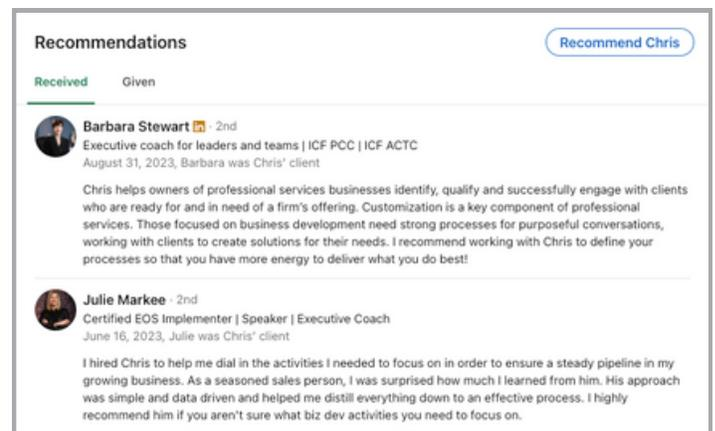 Recommendations
Recommend Chris
Received
Given
Barbara Stewart in · 2nd
Executive coach for leaders and teams | ICF PCC | ICF ACTC
August 31, 2023, Barbara was Chris' client
Chris helps owners of professional services businesses identify, qualify and successfully engage with clients
who are ready for and in need of a firm's offering. Customization is a key component of professional
services. Those focused on business development need strong processes for purposeful conversations,
working with clients to create solutions for their needs. I recommend working with Chris to define your
processes so that you have more energy to deliver what you do best!
Julie Markee · 2nd
Certified EOS Implementer | Speaker | Executive Coach
June 16, 2023, Julie was Chris' client
I hired Chris to help me dial in the activities I needed to focus on in order to ensure a steady pipeline in my
growing business. As a seasoned sales person, I was surprised how much I learned from him. His approach
was simple and data driven and helped me distill everything down to an effective process. I highly
recommend him if you aren't sure what biz dev activities you need to focus on.